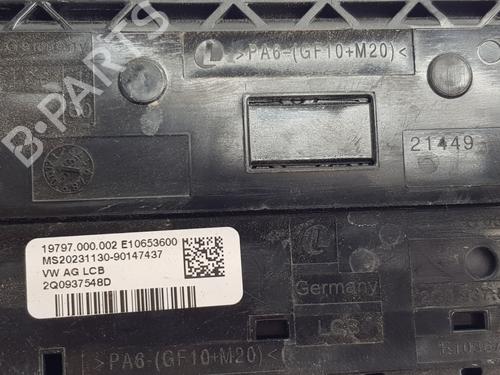 Germany
>PA6-(GF10+M20)<
B-PARTS
21449
19797.000.002 E10653600
MS20231130-90147437
VW AG LCB
2Q0937548D
Germany
LCB
>PA6-(GF10+M20)<